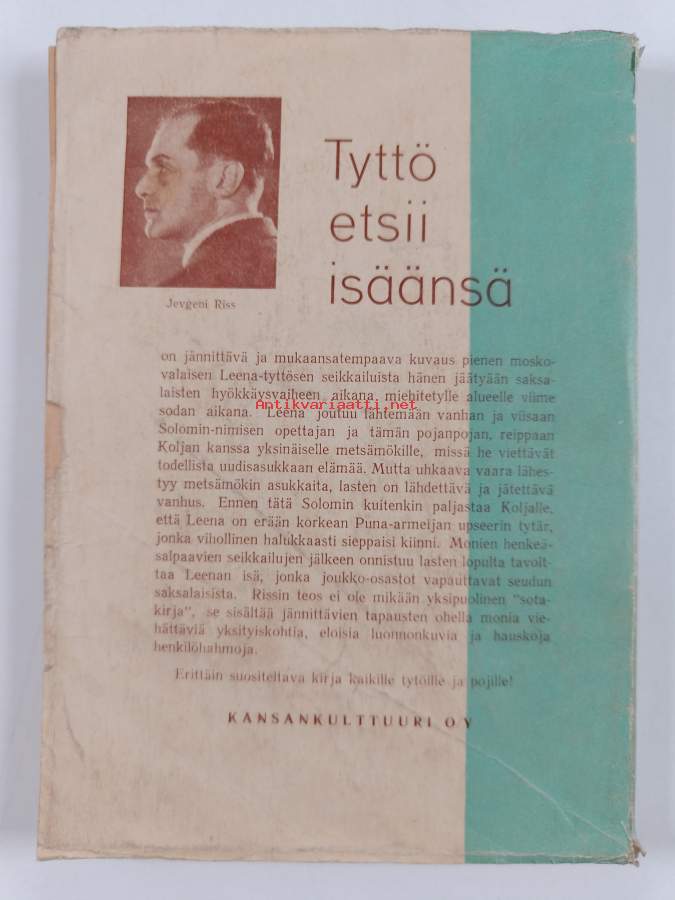 Tyttö
etsii
isäänsä
Jevgeni Riss
on jännittävä ja mukaansatempaava kuvaus pienen mosko-
valaisen Leena-tyttösen seikkailuista hänen jäätyään saksa-
laisten hyökkäysvaiheen aikana miehitetylle alueelle viime
sodan aikana. Leena joutuu lähtemään vanhan ja viisaan
Antikvariaatti.net
Solomin-nimisen opettajan ja tämän pojanpojan, reippaan
Koljan kanssa yksinäiselle metsämökille, missä he viettävät
todellista uudisasukkaan elämää. Mutta uhkaava vaara lähes-
tyy metsämökin asukkaita, lasten on lähdettävä ja jätettävä
vanhus. Ennen tätä Solomin kuitenkin paljastaa Koljalle,
että Leena on erään korkean Puna-armeijan upseerin tytär,
jonka vihollinen halukkaasti sieppaisi kiinni. Monien henkeä-
salpaavien seikkailujen jälkeen onnistuu lasten lopulta tavoit-
taa Leenan isä, jonka joukko-osastot vapauttavat seudun
saksalaisista. Rissin teos ei ole mikään yksipuolinen "sota-
kirja", se sisältää jännittävien tapausten ohella monia vie-
hättäviä yksityiskohtia, eloisia luonnonkuvia ja hauskoja
henkilöhahmoja.
Erittäin suositeltava kirja kaikille tytöille ja pojille!
KANSANKULTTUURI OY